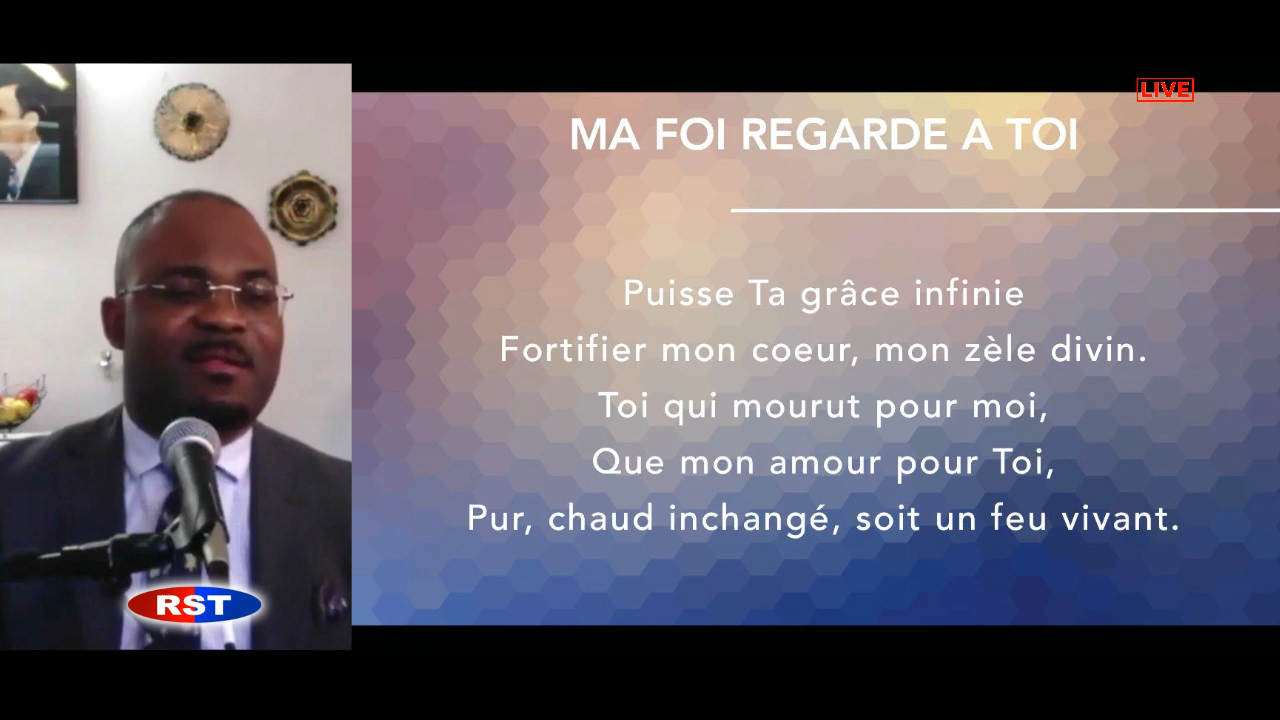 LIVE
MA FOI REGARDE A TOI
Puisse Ta grâce infinie
Fortifier mon coeur, mon zèle divin.
Toi qui mourut pour moi,
Que mon amour pour Toi,
Pur, chaud inchangé, soit un feu vivant.
RST